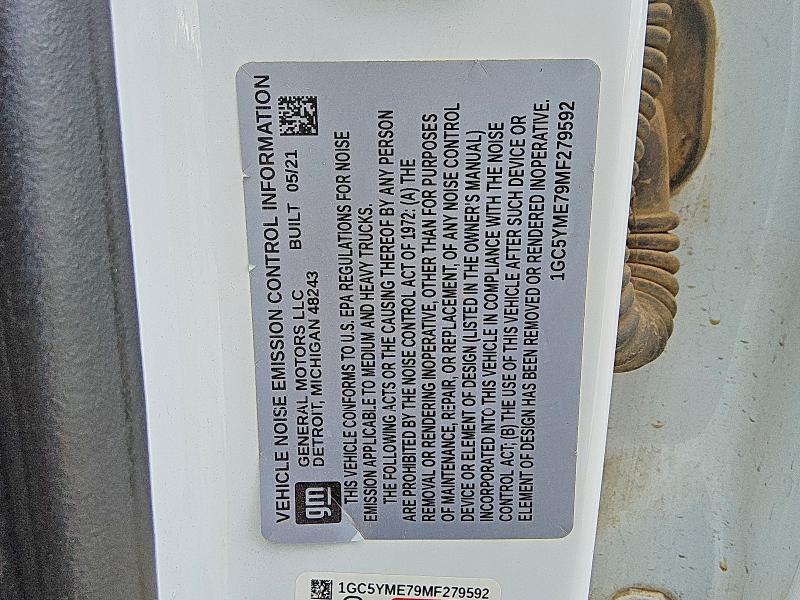 VEHICLE NOISE EMISSION CONTROL INFORMATION
gm
GENERAL MOTORS LLC
DETROIT, MICHIGAN 48243 BUILT 05/21
THIS VEHICLE CONFORMS TO U.S. EPA REGULATIONS FOR NOISE
EMISSION APPLICABLE TO MEDIUM AND HEAVY TRUCKS.
THE FOLLOWING ACTS OR THE CAUSING THEREOF BY ANY PERSON
ARE PROHIBITED BY THE NOISE CONTROL ACT OF 1972: (A) THE
REMOVAL OR RENDERING INOPERATIVE, OTHER THAN FOR PURPOSES
OF MAINTENANCE, REPAIR, OR REPLACEMENT, OF ANY NOISE CONTROL
DEVICE OR ELEMENT OF DESIGN (LISTED IN THE OWNER'S MANUAL)
INCORPORATED INTO THIS VEHICLE IN COMPLIANCE WITH THE NOISE
CONTROL ACT; (B) THE USE OF THIS VEHICLE AFTER SUCH DEVICE OR
ELEMENT OF DESIGN HAS BEEN REMOVED OR RENDERED INOPERATIVE.
1GC5YME79MF279592
1GC5YME79MF279592